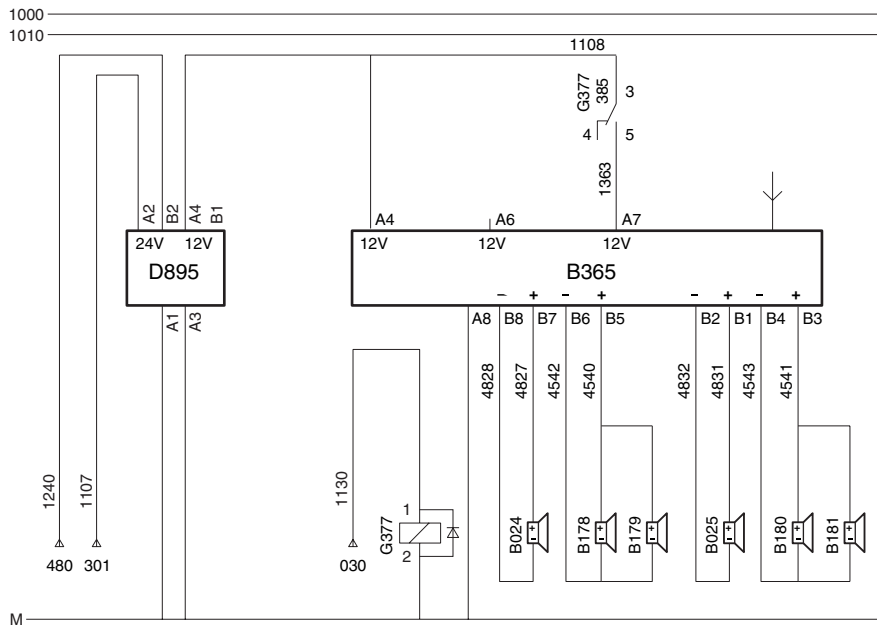 1000
1010
1108
G377
385
3
4
5
1363
A2
B2
A4
B1
24V 12V
D895
A1
A3
A4 A6 A7
12V 12V 12V
B365
– + – + – + – +
A8 B8 B7 B6 B5 B2 B1 B4 B3
4828
4827
4542
4540
4832
4831
4543
4541
1240
1107
1130
G377
1
2
B024
B178
B179
B025
B180
B181
+
-
+
-
+
-
+
-
+
-
+
-
480 301 030
M